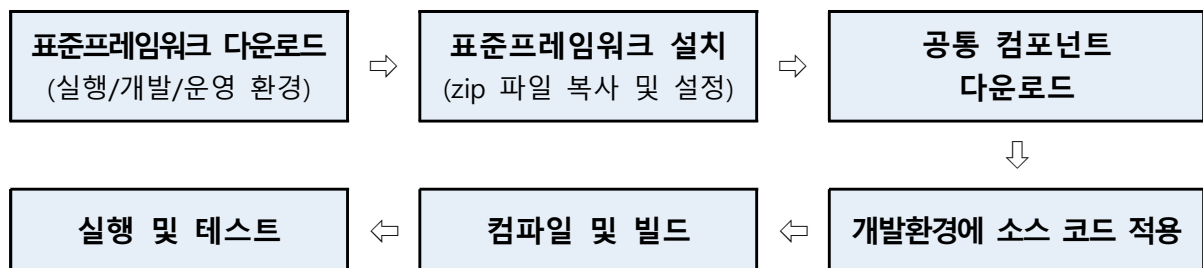 표준프레임워크 다운로드
(실행/개발/운영 환경)
표준프레임워크 설치
(zip 파일 복사 및 설정)
공통 컴포넌트
다운로드
개발환경에 소스 코드 적용
컴파일 및 빌드
실행 및 테스트